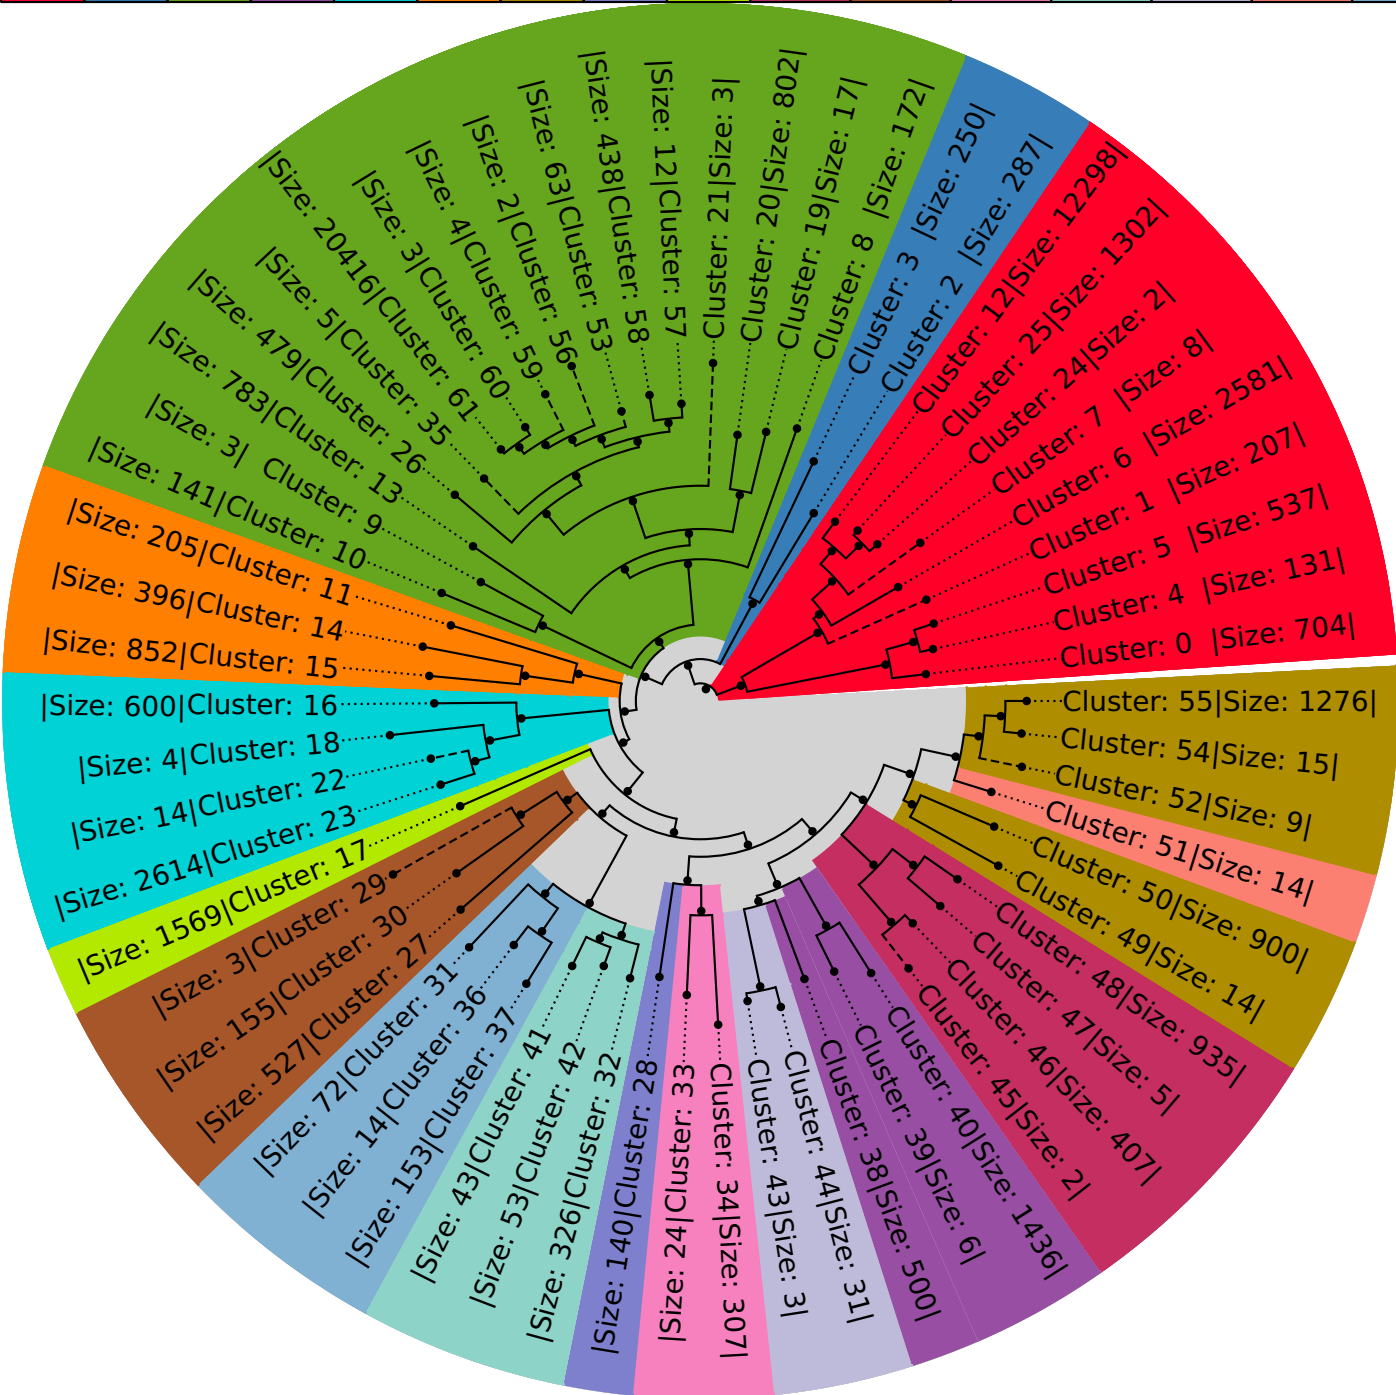 Cluster: 0 |Size: 704|
Cluster: 4 |Size: 131|
Cluster: 5 |Size: 537|
Cluster: 1 |Size: 207|
Cluster: 6 |Size: 2581|
Cluster: 7 |Size: 8|
Cluster: 24|Size: 2|
Cluster: 25|Size: 1302|
Cluster: 12|Size: 12298|
Cluster: 2 |Size: 287|
Cluster: 3 |Size: 250|
Cluster: 8 |Size: 172|
Cluster: 19|Size: 17|
Cluster: 20|Size: 802|
Cluster: 21|Size: 3|
|Size: 12|Cluster: 57
|Size: 438|Cluster: 58
|Size: 63|Cluster: 53
|Size: 2|Cluster: 56
|Size: 4|Cluster: 59
|Size: 3|Cluster: 60
|Size: 20416|Cluster: 61
|Size: 5|Cluster: 35
|Size: 479|Cluster: 26
|Size: 783|Cluster: 13
|Size: 3| Cluster: 9
|Size: 141|Cluster: 10
|Size: 205|Cluster: 11
|Size: 396|Cluster: 14
|Size: 852|Cluster: 15
|Size: 600|Cluster: 16
|Size: 4|Cluster: 18
|Size: 14|Cluster: 22
|Size: 2614|Cluster: 23
|Size: 1569|Cluster: 17
|Size: 3|Cluster: 29
|Size: 155|Cluster: 30
|Size: 527|Cluster: 27
|Size: 72|Cluster: 31
|Size: 14|Cluster: 36
|Size: 153|Cluster: 37
|Size: 43|Cluster: 41
|Size: 53|Cluster: 42
|Size: 326|Cluster: 32
|Size: 140|Cluster: 28
|Size: 24|Cluster: 33
Cluster: 34|Size: 307|
Cluster: 43|Size: 3|
Cluster: 44|Size: 31|
Cluster: 38|Size: 500|
Cluster: 39|Size: 6|
Cluster: 40|Size: 1436|
Cluster: 45|Size: 2|
Cluster: 46|Size: 407|
Cluster: 47|Size: 5|
Cluster: 48|Size: 935|
Cluster: 49|Size: 14|
Cluster: 50|Size: 900|
Cluster: 51|Size: 14|
Cluster: 52|Size: 9|
Cluster: 54|Size: 15|
Cluster: 55|Size: 1276|